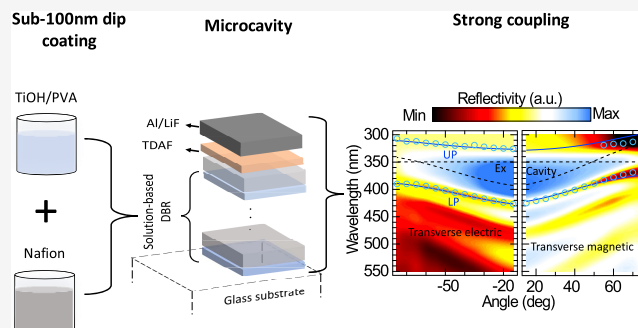 Sub-100nm dip
coating
Microcavity
Strong coupling
TiOH/PVA
Nafion
Al/LiF
TDAF
Solution-based
DBR
Glass substrate
Reflectivity (a.u.)
Min
Max
Wavelength (nm)
300
350
400
450
500
550
UP
Ex
LP
Cavity
Transverse electric
Transverse magnetic
-50
-20
20
40
60
Angle (deg)